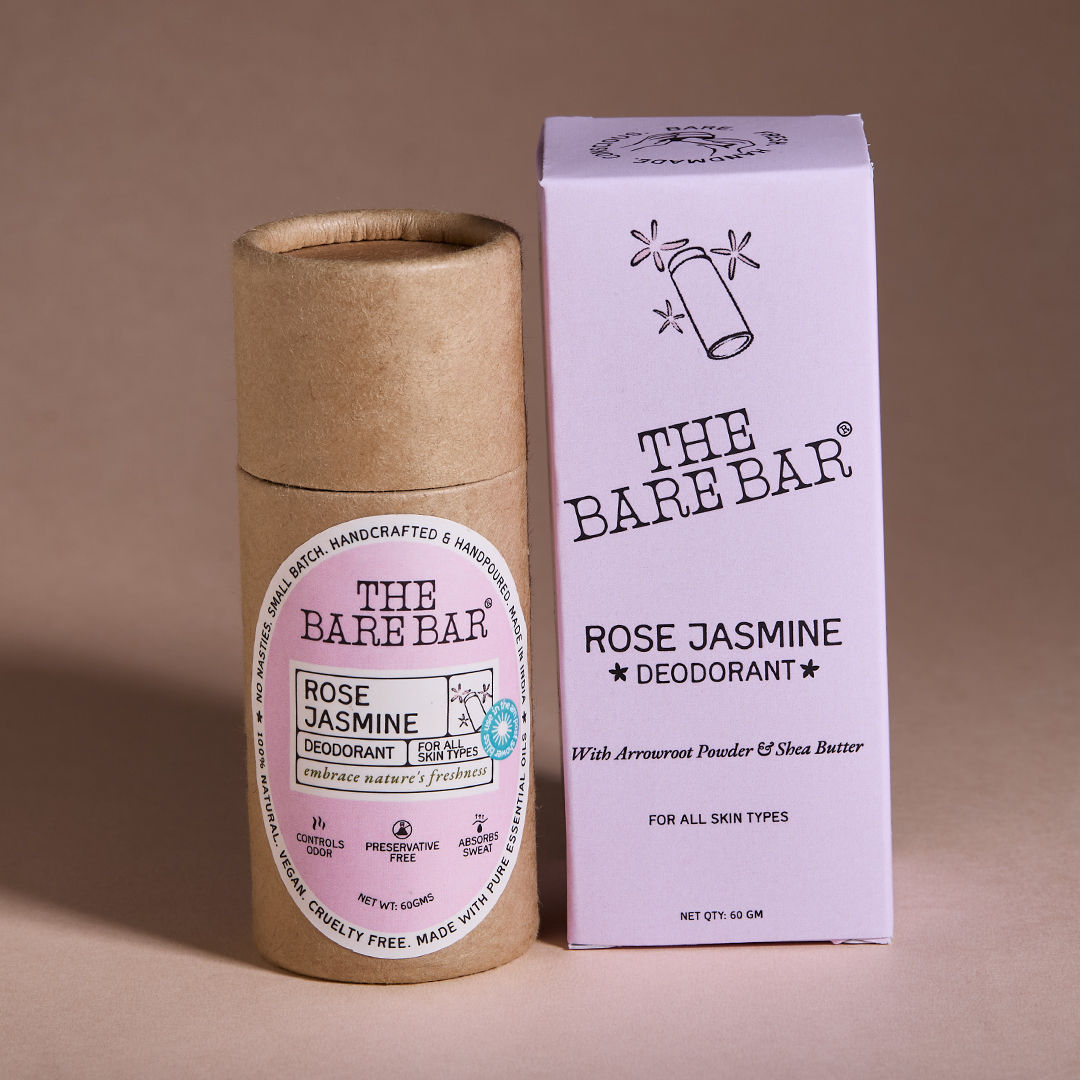 NO NASTIES. SMALL BATCH. HANDCRAFTED & HANDPOURED. MADE IN INDIA
THE
BARE BAR®
ROSE
JASMINE
DEODORANT
FOR ALL
SKIN TYPES
embrace nature's freshness
CONTROLS
ODOR
PRESERVATIVE
FREE
ABSORBS
SWEAT
NET WT: 60GMS
100% NATURAL. VEGAN. CRUELTY FREE. MADE WITH PURE ESSENTIAL OILS
CONSCIOUS. BARE. FRESH. HANDMADE.
THE
BARE BAR®
ROSE JASMINE
DEODORANT
With Arrowroot Powder & Shea Butter
FOR ALL SKIN TYPES
NET QTY: 60 GM